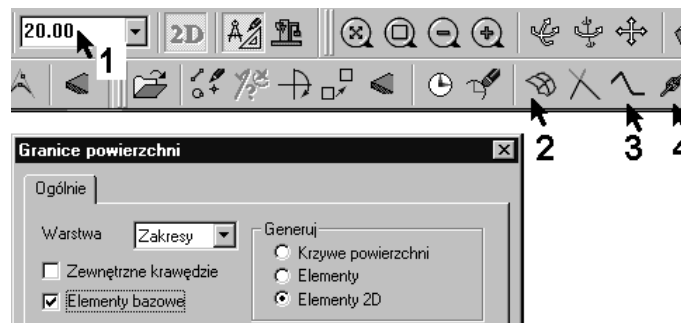 20.00
2D
1
2
3
4
Granice powierzchni
Ogólnie
Warstwa
Zakresy
Generuj
Krzywe powierzchni
Zewnętrzne krawędzie
Elementy
Elementy bazowe
Elementy 2D